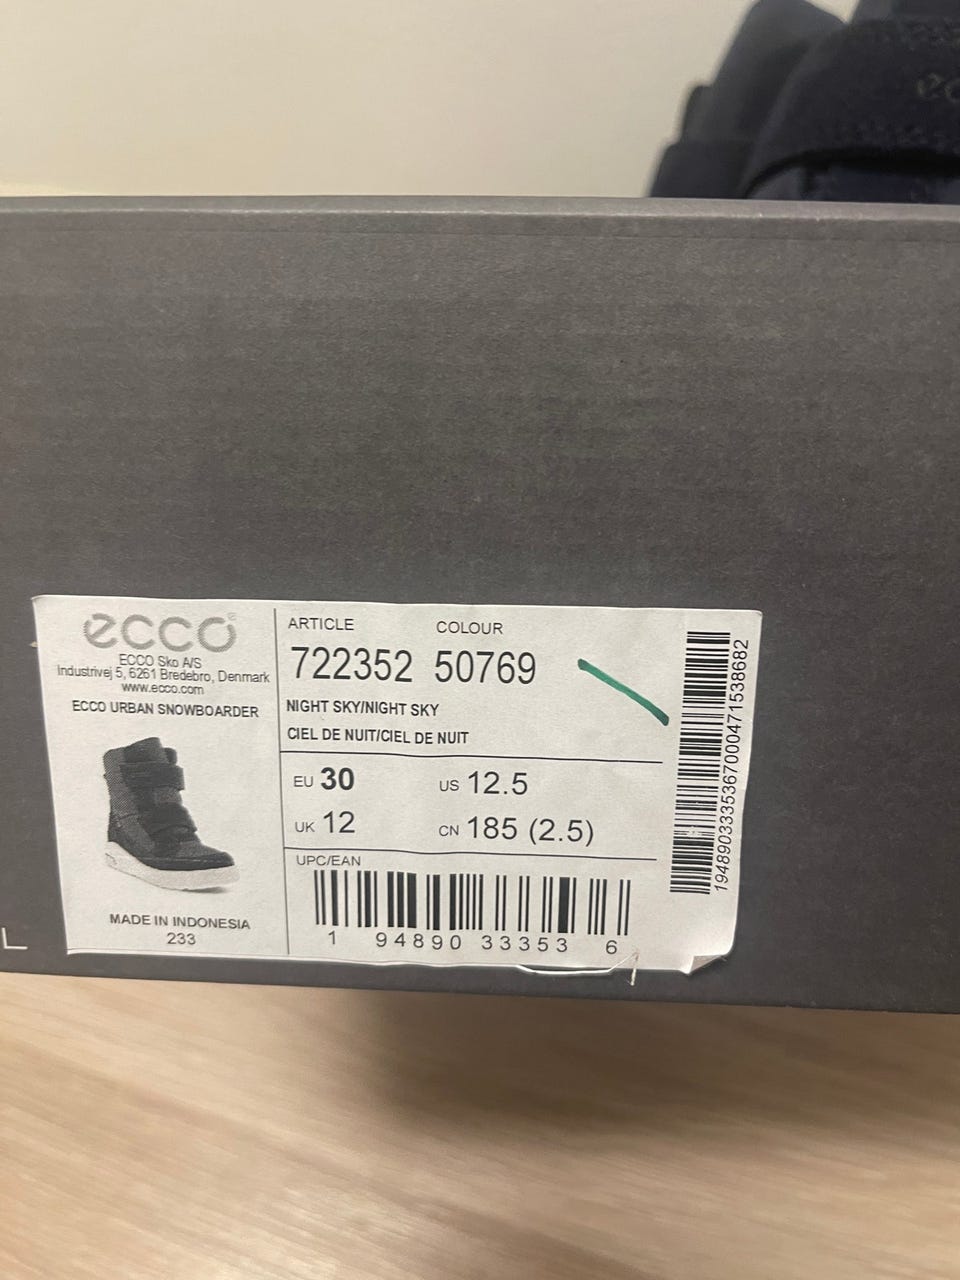 ecco
ECCO Sko A/S
Industrivej 5, 6261 Bredebro, Denmark
www.ecco.com
ECCO URBAN SNOWBOARDER
MADE IN INDONESIA
233
ARTICLE COLOUR
722352 50769
NIGHT SKY/NIGHT SKY
CIEL DE NUIT/CIEL DE NUIT
EU 30 US 12.5
UK 12 CN 185 (2.5)
UPC/EAN
1 94890 33353 6
1948903335367000471538682